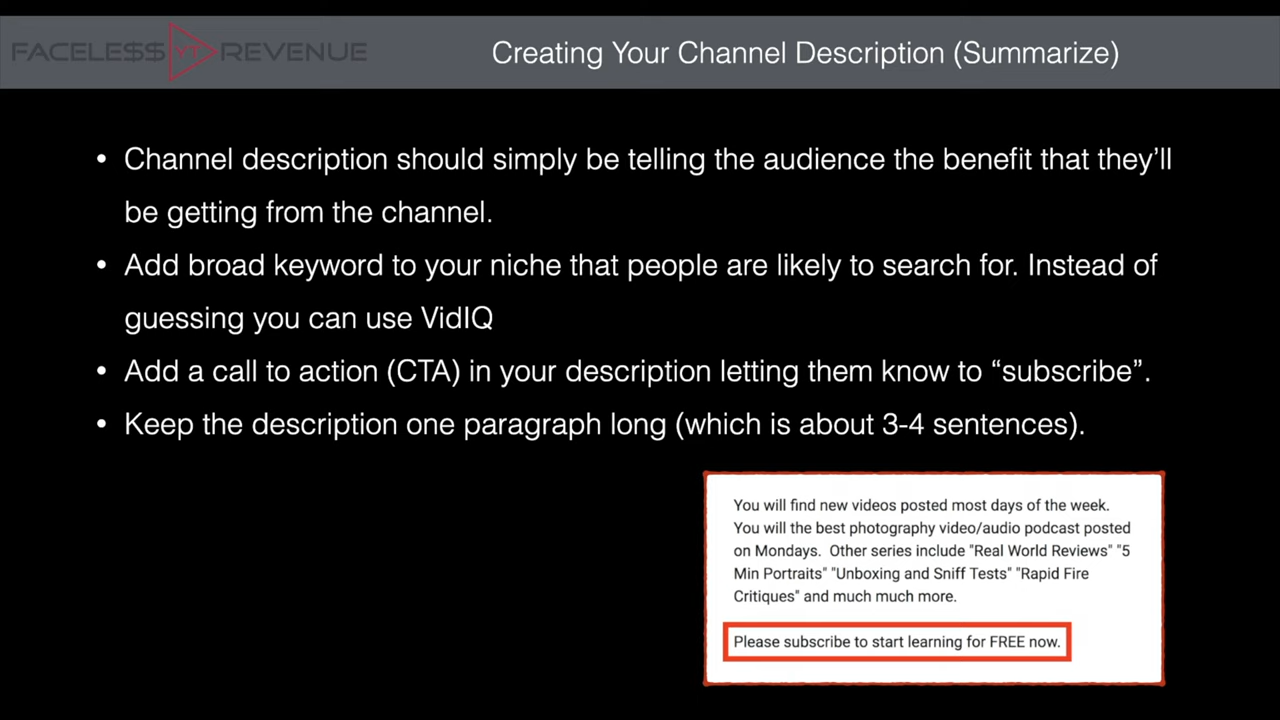 FACELE$$ YT REVENUE
Creating Your Channel Description (Summarize)
• Channel description should simply be telling the audience the benefit that they’ll
be getting from the channel.
• Add broad keyword to your niche that people are likely to search for. Instead of
guessing you can use VidIQ
• Add a call to action (CTA) in your description letting them know to “subscribe”.
• Keep the description one paragraph long (which is about 3-4 sentences).
You will find new videos posted most days of the week.
You will the best photography video/audio podcast posted
on Mondays.  Other series include "Real World Reviews" "5
Min Portraits" "Unboxing and Sniff Tests" "Rapid Fire
Critiques" and much much more.
Please subscribe to start learning for FREE now.